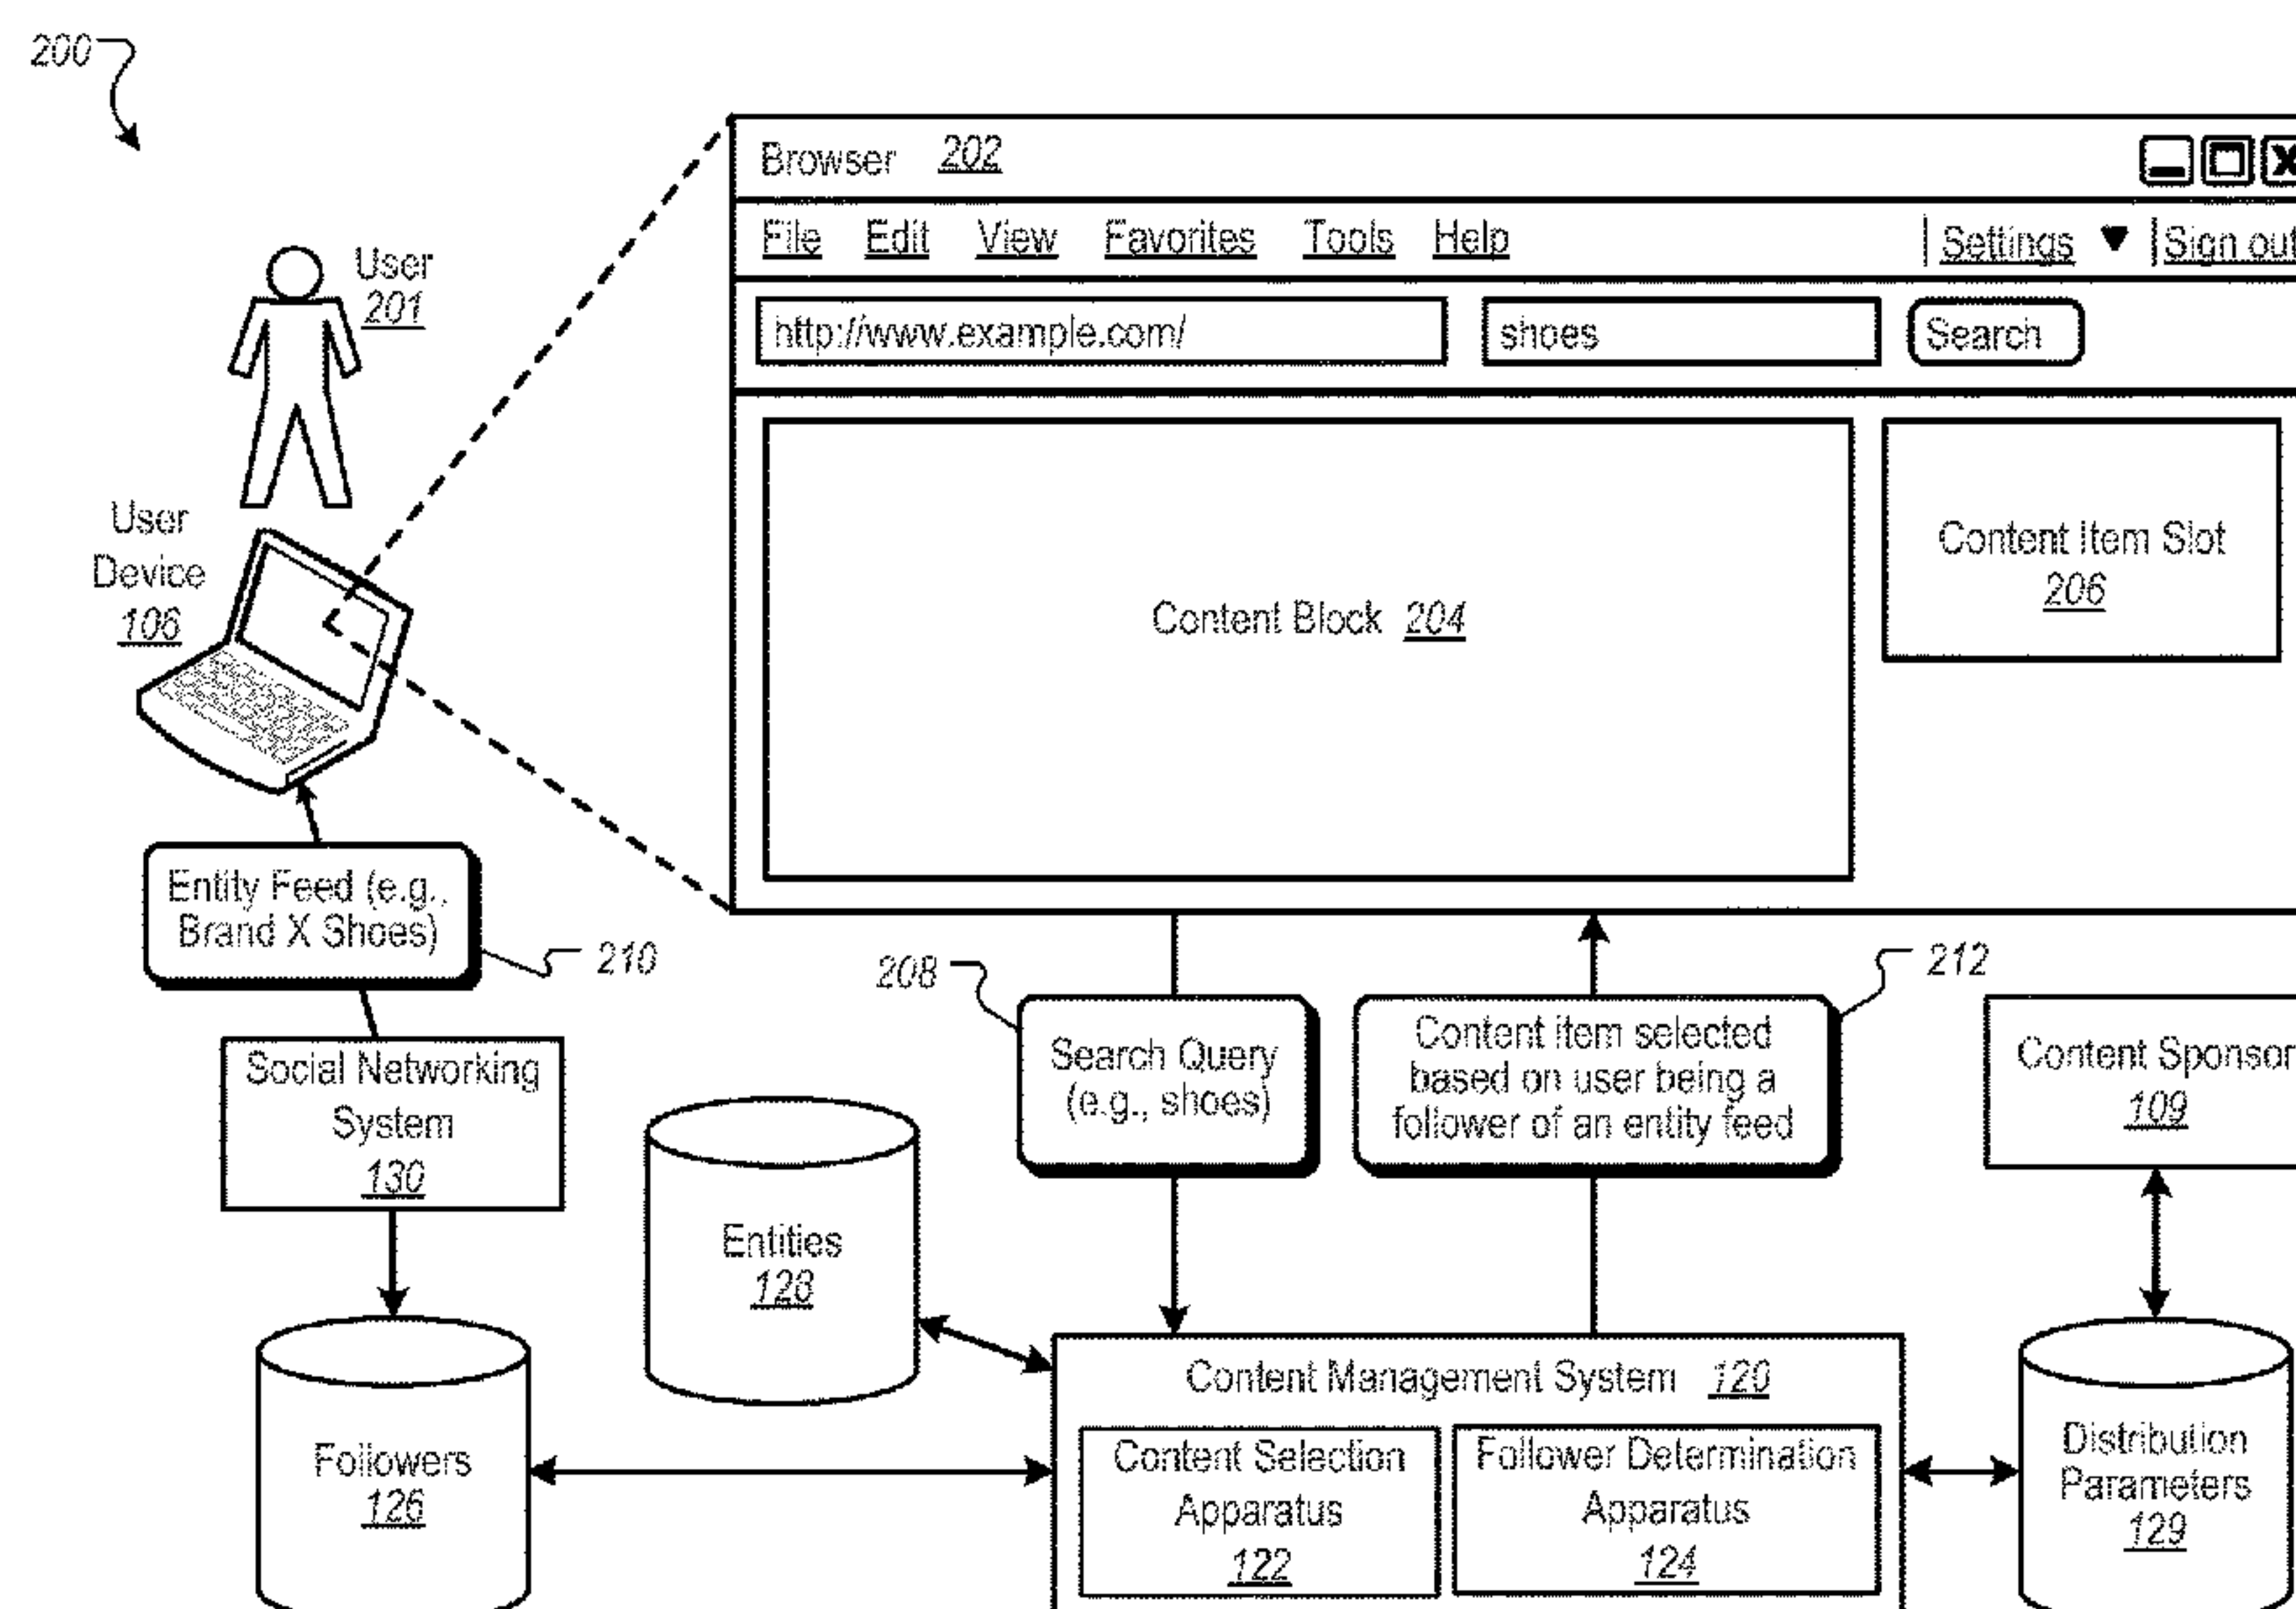 200
Browser 202
File Edit View Favorites Tools Help
Settings ▼ Sign out
http://www.example.com/
shoes
Search
User
201
User
Device
106
Content Block 204
Content Item Slot
206
Entity Feed (e.g.,
Brand X Shoes)
210
208
Search Query
(e.g., shoes)
212
Content item selected
based on user being a
follower of an entity feed
Content Sponsor
109
Social Networking
System
130
Entities
128
Followers
126
Content Management System 120
Content Selection
Apparatus
122
Follower Determination
Apparatus
124
Distribution
Parameters
129